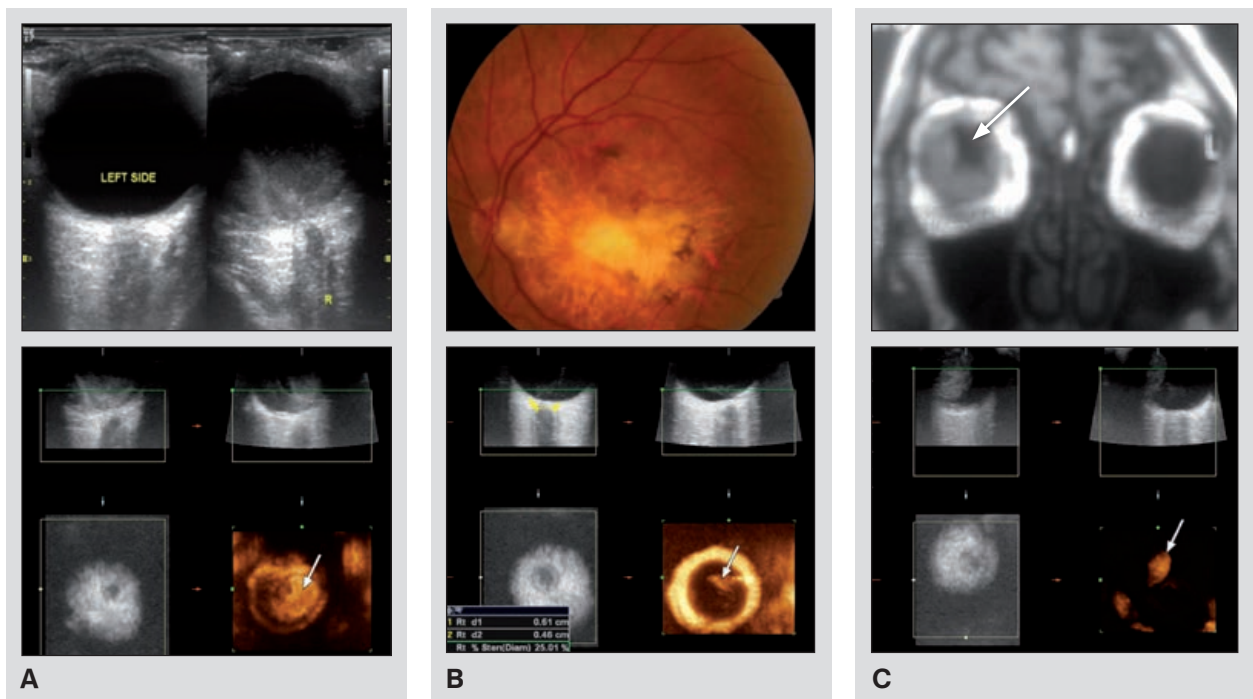 LEFT SIDE
R
L
1 Rt d1 0.61 cm
2 Rt d2 0.46 cm
Rt % Sten(Diam) 25.01 %
A
B
C